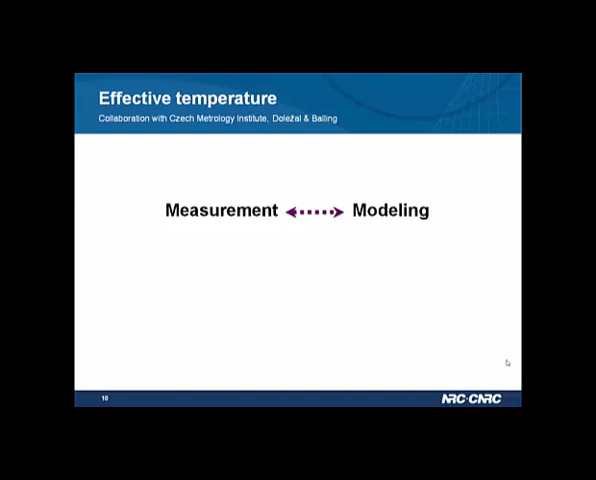 Effective temperature
Collaboration with Czech Metrology Institute, Doležal & Balling
Measurement Modeling
10
NRC·CNRC